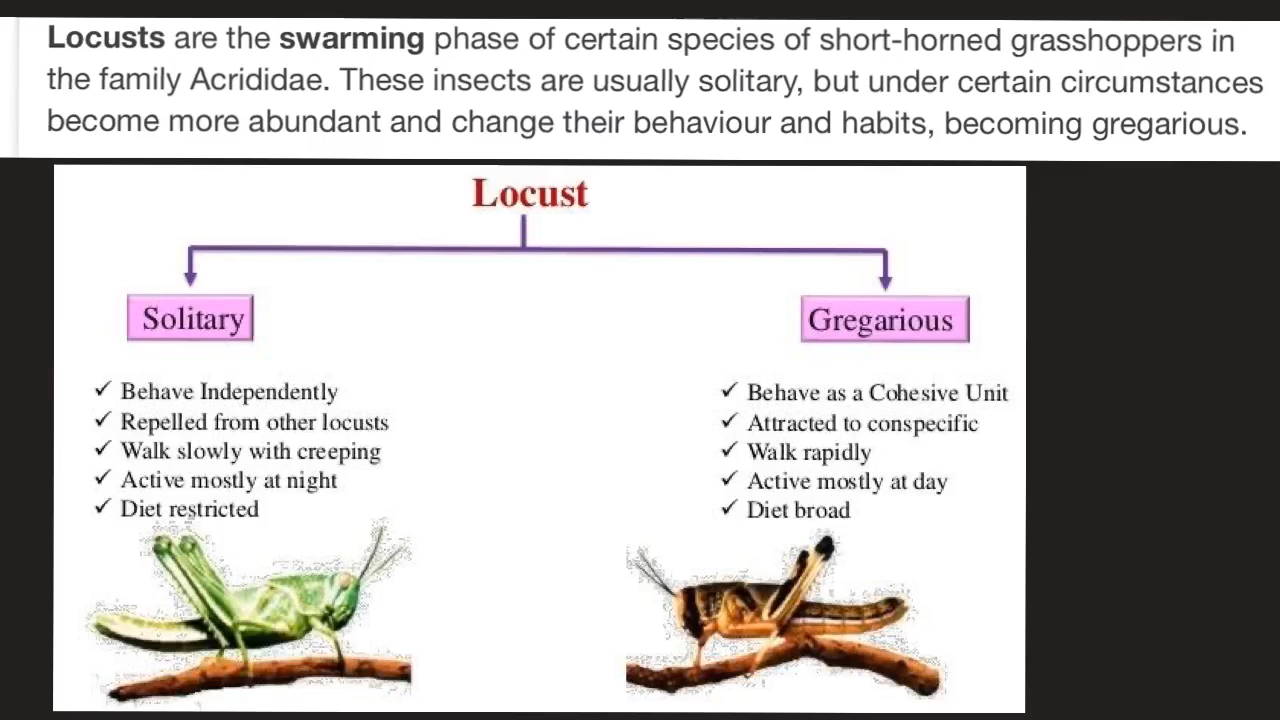 Locusts are the swarming phase of certain species of short-horned grasshoppers in
the family Acrididae. These insects are usually solitary, but under certain circumstances
become more abundant and change their behaviour and habits, becoming gregarious.
Locust
Solitary
✓ Behave Independently
✓ Repelled from other locusts
✓ Walk slowly with creeping
✓ Active mostly at night
✓ Diet restricted
Gregarious
✓ Behave as a Cohesive Unit
✓ Attracted to conspecific
✓ Walk rapidly
✓ Active mostly at day
✓ Diet broad